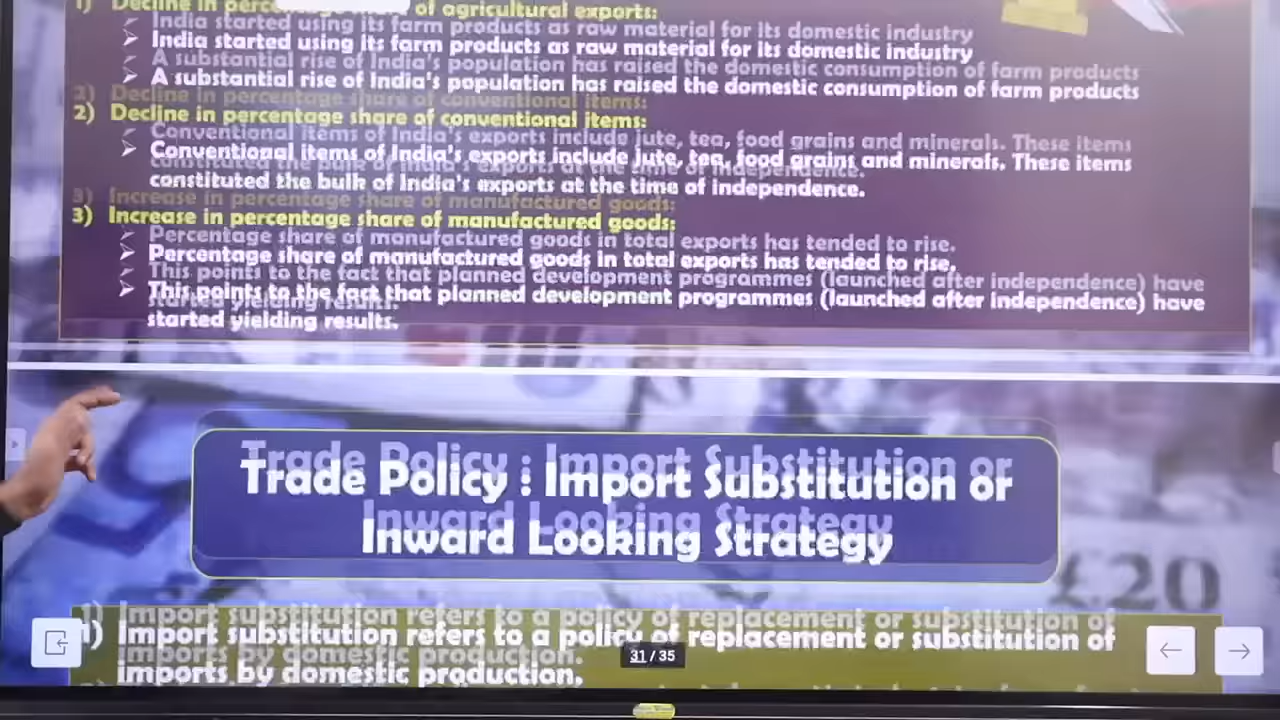 1) Decline in percentage of agricultural exports:
India started using its farm products as raw material for its domestic industry
A substantial rise of India's population has raised the domestic consumption of farm products
2) Decline in percentage share of conventional items:
Conventional items of India's exports include jute, tea, food grains and minerals. These items
constituted the bulk of India's exports at the time of independence.
3) Increase in percentage share of manufactured goods:
Percentage share of manufactured goods in total exports has tended to rise.
This points to the fact that planned development programmes (launched after independence) have
started yielding results.
Trade Policy : Import Substitution or
Inward Looking Strategy
£20
1) Import substitution refers to a policy of replacement or substitution of
imports by domestic production.
31 / 35